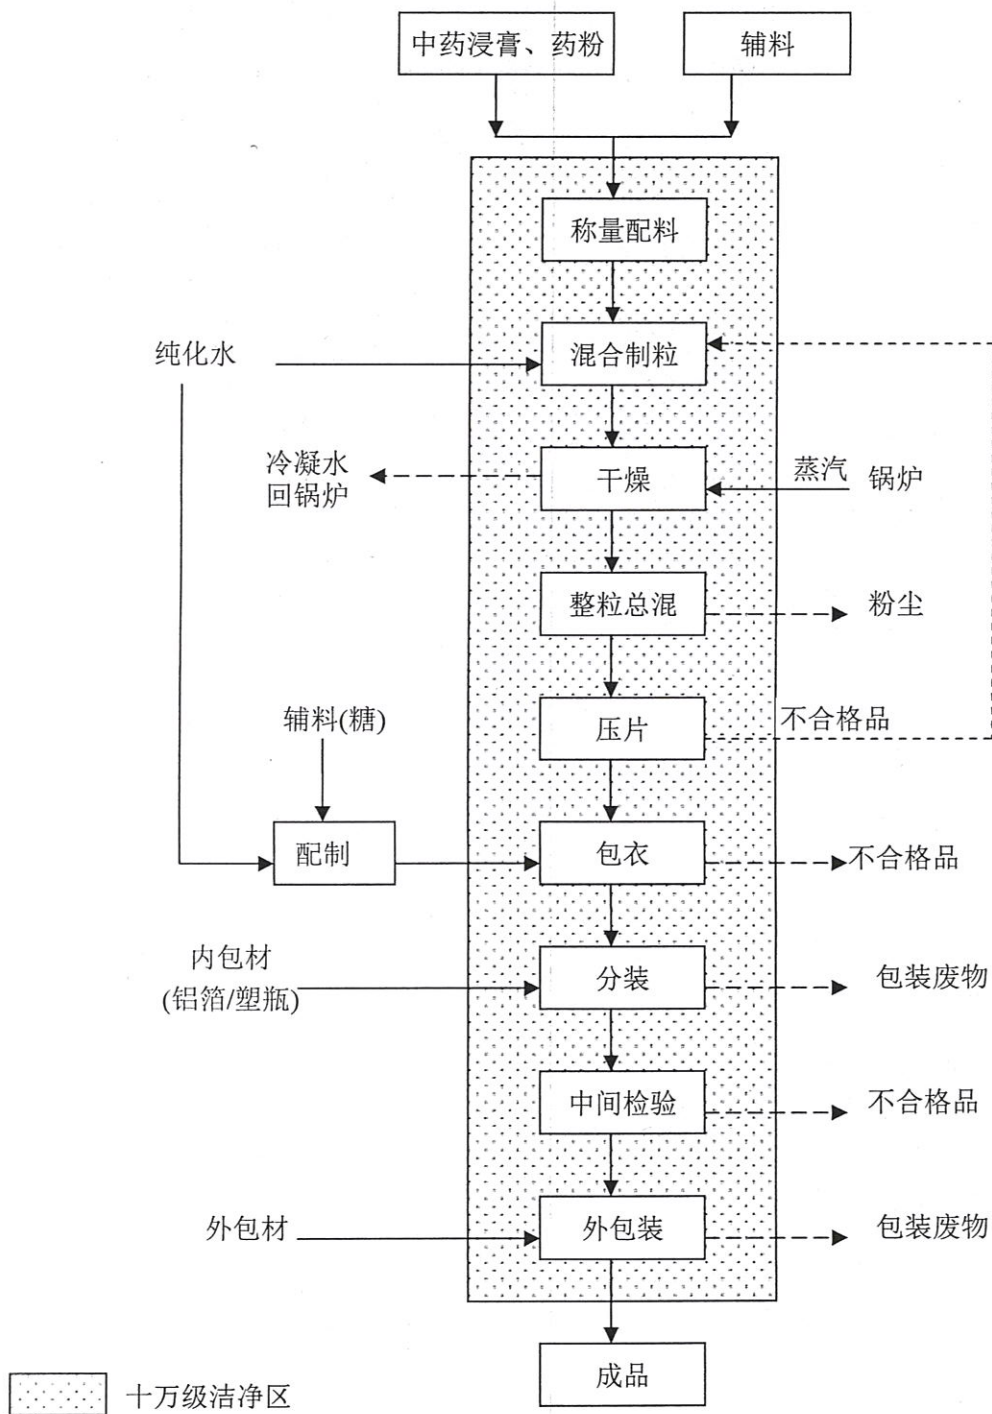 中药浸膏、药粉
辅料
称量配料
纯化水
混合制粒
冷凝水
回锅炉
干燥
蒸汽
锅炉
整粒总混
粉尘
辅料(糖)
压片
不合格品
配制
包衣
不合格品
内包材
(铝箔/塑瓶)
分装
包装废物
中间检验
不合格品
外包材
外包装
包装废物
成品
十万级洁净区